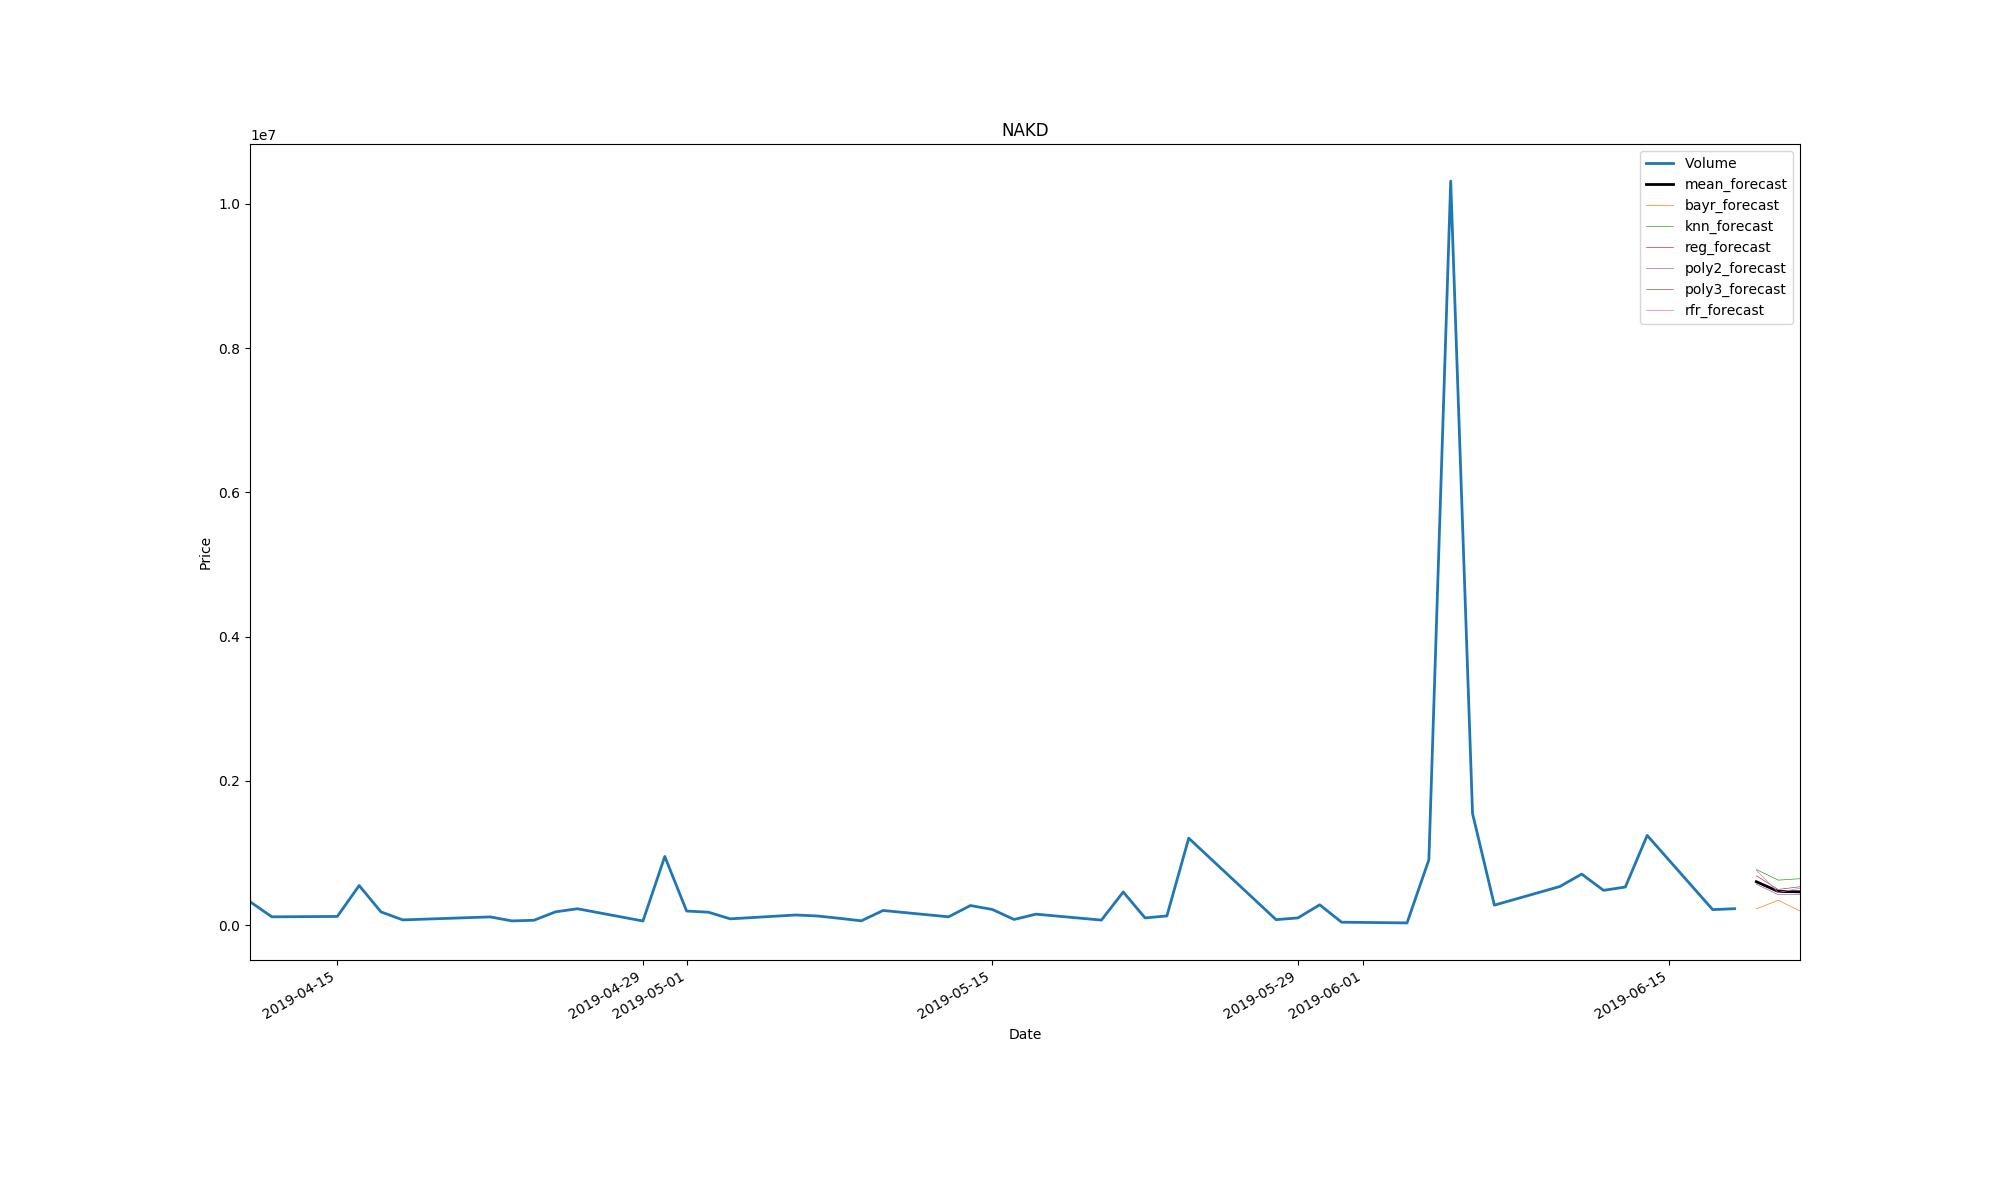 NAKD
1e7
Volume
mean_forecast
bayr_forecast
knn_forecast
reg_forecast
poly2_forecast
poly3_forecast
rfr_forecast
1.0
0.8
0.6
0.4
0.2
0.0
Price
2019-04-15
2019-04-29
2019-05-01
2019-05-15
2019-05-29
2019-06-01
2019-06-15
Date